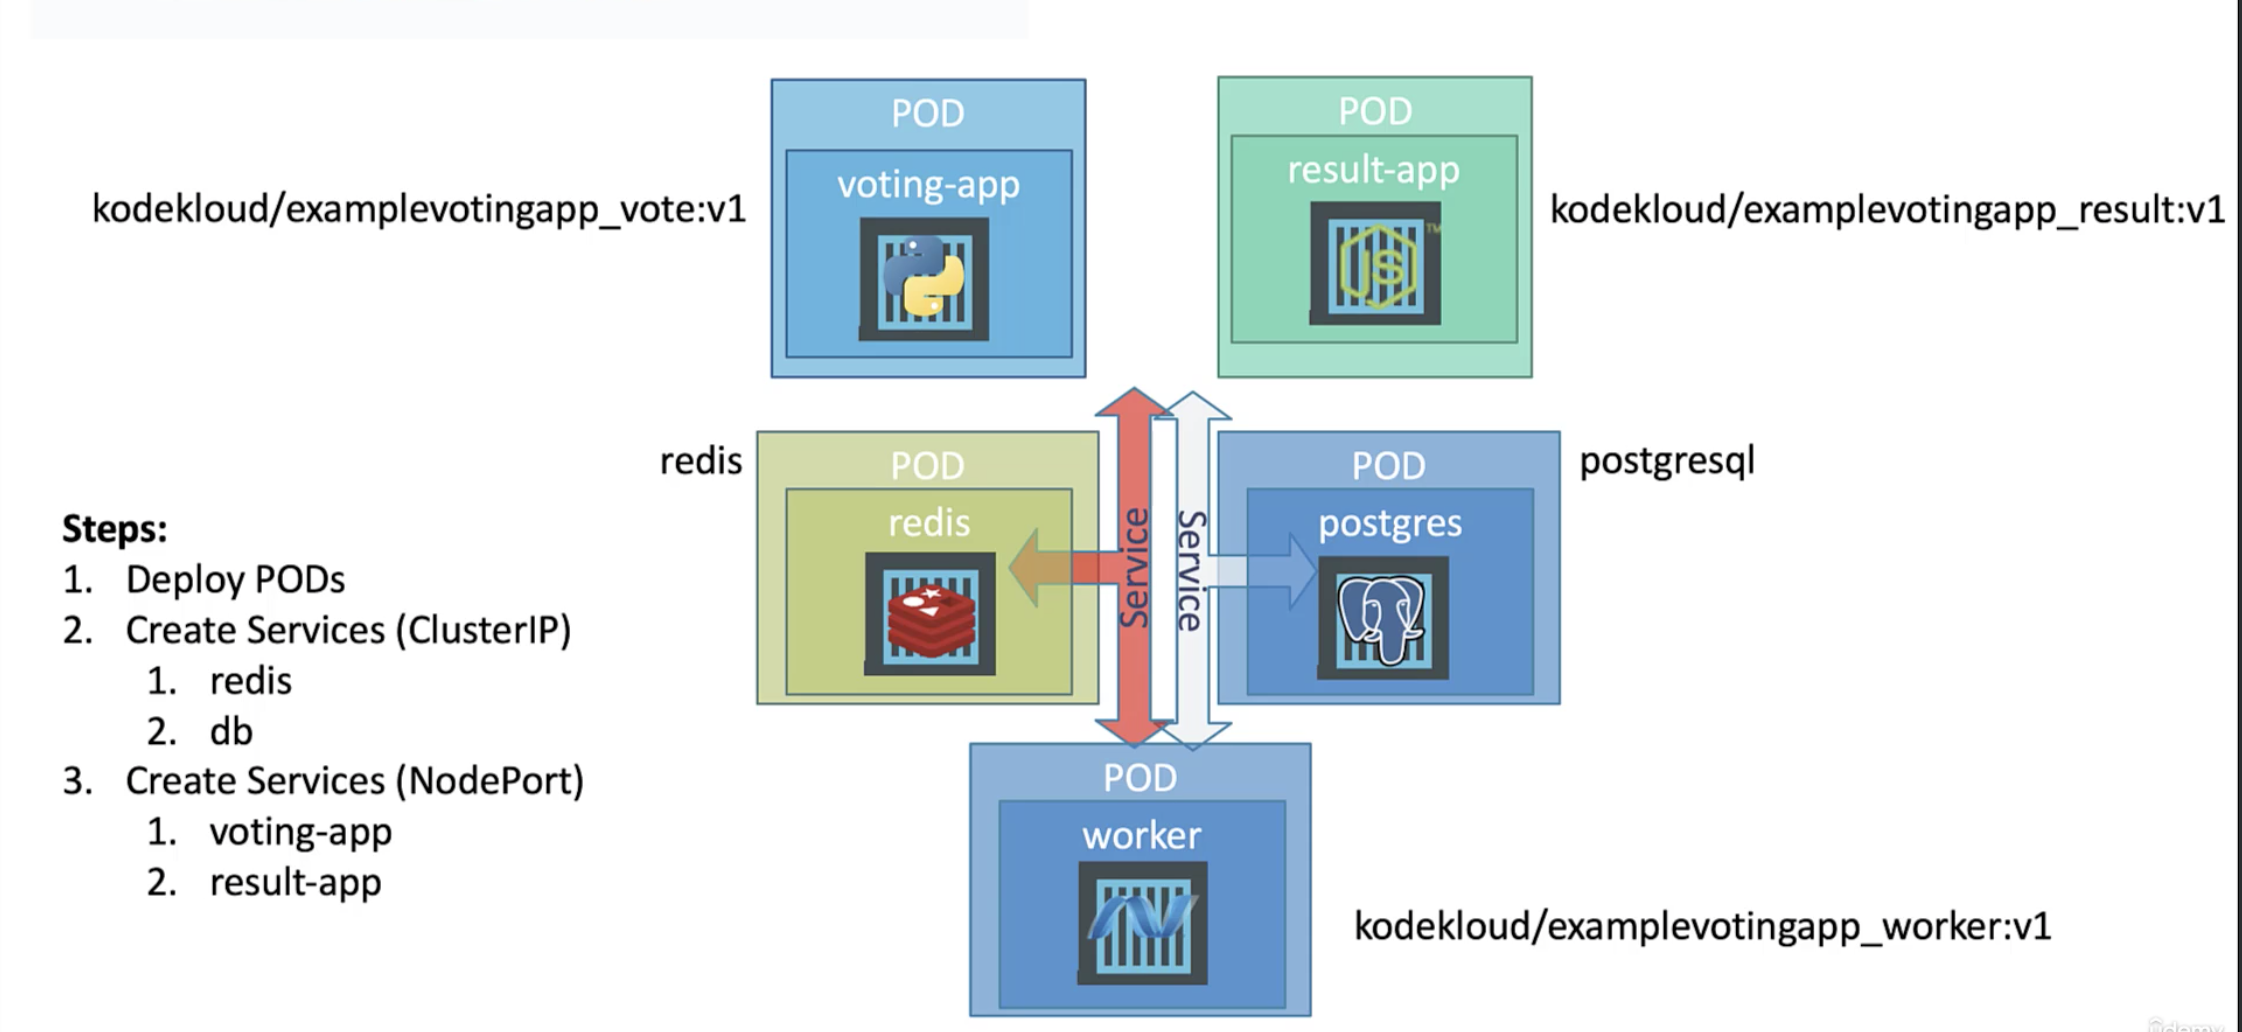 POD
voting-app
kodekloud/examplevotingapp_vote:v1
POD
result-app
JS
TM
kodekloud/examplevotingapp_result:v1
redis
POD
redis
Service
Service
POD
postgres
postgresql
Steps:
1. Deploy PODs
2. Create Services (ClusterIP)
1. redis
2. db
3. Create Services (NodePort)
1. voting-app
2. result-app
POD
worker
kodekloud/examplevotingapp_worker:v1